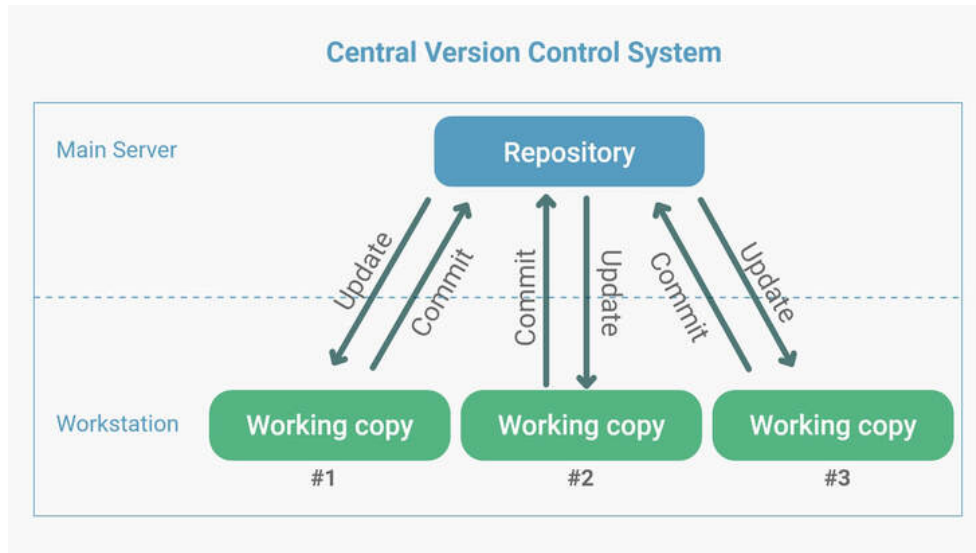 Central Version Control System
Main Server
Repository
Update
Commit
Commit
Update
Commit
Update
Workstation
Working copy
Working copy
Working copy
#1
#2
#3